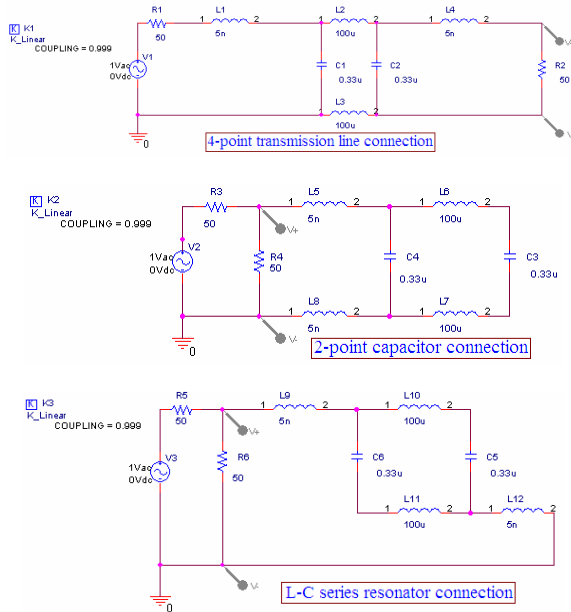 K K1
K_Linear
COUPLING = 0.999
R1
50
1 L1 2
5n
L2
100u
1 L4 2
5n
V1
1Vac
0Vdc
C1
0.33u
C2
0.33u
R2
50
V
V
L3
100u
0
4-point transmission line connection
K K2
K_Linear
COUPLING = 0.999
R3
50
1 L5 2
5n
1 L6 2
100u
V+
V2
1Vac
0Vdc
R4
50
C4
0.33u
C3
0.33u
1 L8 2
5n
1 L7 2
100u
V-
0
2-point capacitor connection
K K3
K_Linear
COUPLING = 0.999
R5
50
1 L9 2
5n
1 L10 2
100u
V+
V3
1Vac
0Vdc
R6
50
C6
0.33u
C5
0.33u
1 L11 2
100u
1 L12 2
5n
V-
0
L-C series resonator connection